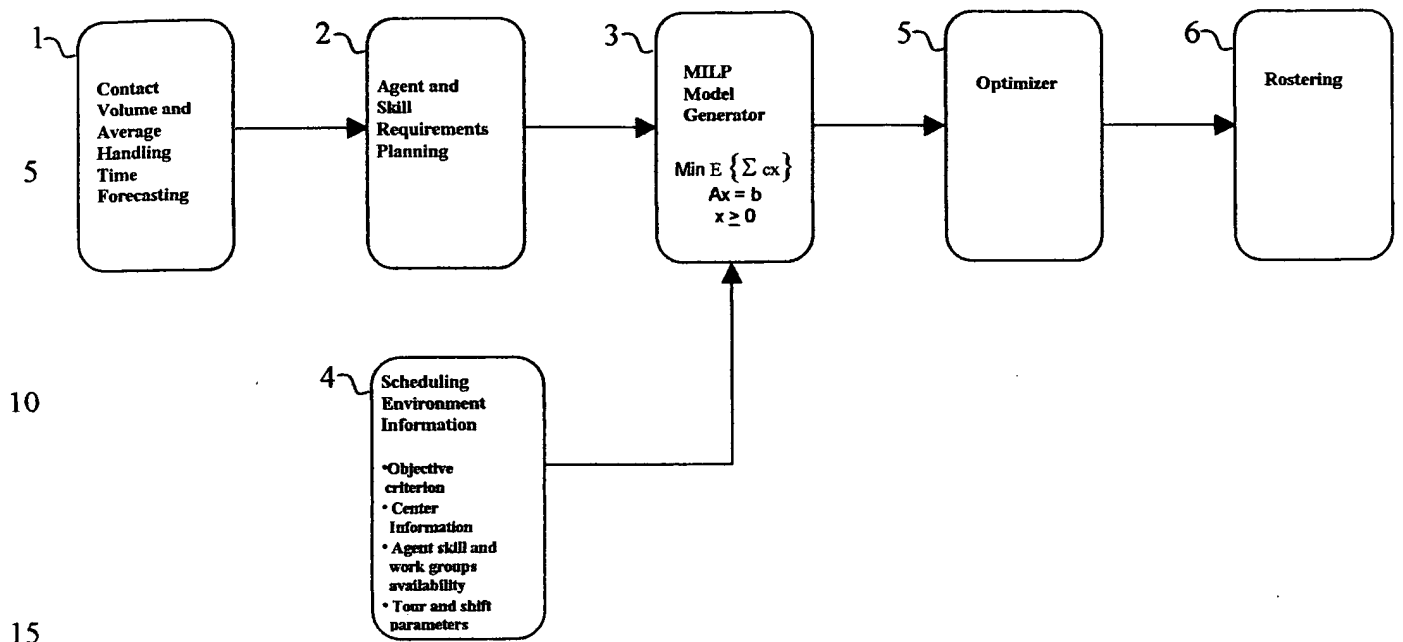 1
Contact
Volume and
Average
Handling
Time
Forecasting
2
Agent and
Skill
Requirements
Planning
3
MILP
Model
Generator
Min E { Σ cx}
Ax = b
x ≥ 0
5
Optimizer
6
Rostering
5
4
Scheduling
Environment
Information
•Objective
criterion
• Center
Information
• Agent skill and
work groups
availability
• Tour and shift
parameters
10
15